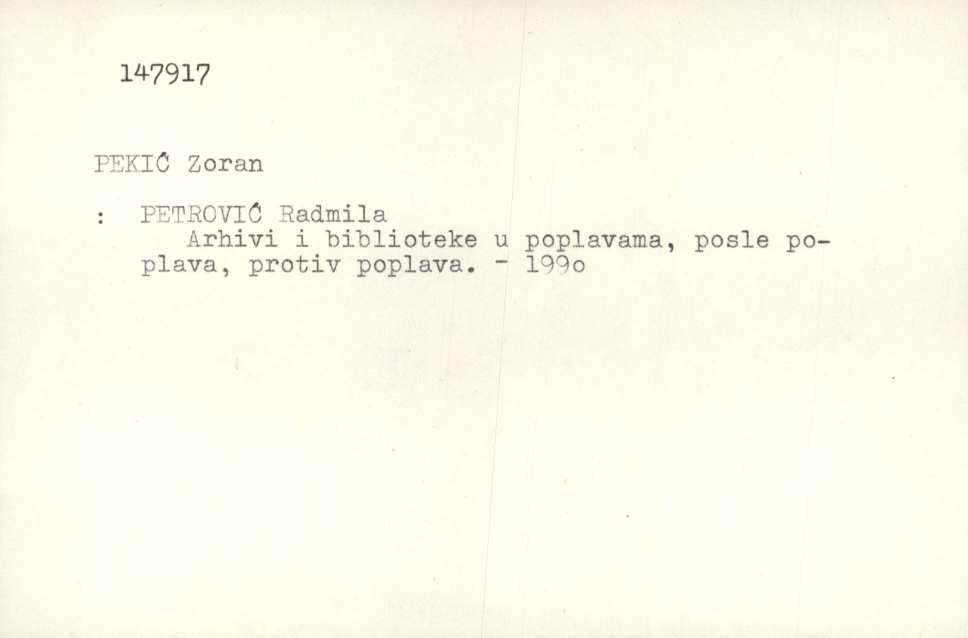 147917
PEKIĆ Zoran
: PETROVIĆ Radmila
Arhivi i biblioteke u poplavama, posle po-
plava, protiv poplava. - 199o